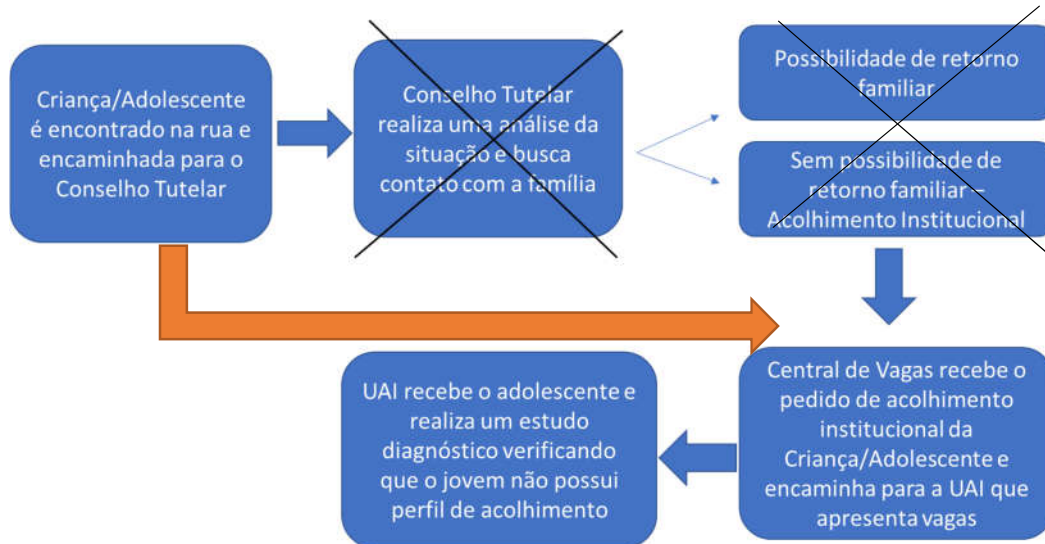 Criança/Adolescente
é encontrado na rua e
encaminhada para o
Conselho Tutelar
Conselho Tutelar
realiza uma análise da
situação e busca
contato com a família
Possibilidade de retorno
familiar
Sem possibilidade de
retorno familiar –
Acolhimento Institucional
Central de Vagas recebe o
pedido de acolhimento
institucional da
Criança/Adolescente e
encaminha para a UAI que
apresenta vagas
UAI recebe o adolescente e
realiza um estudo
diagnóstico verificando
que o jovem não possui
perfil de acolhimento